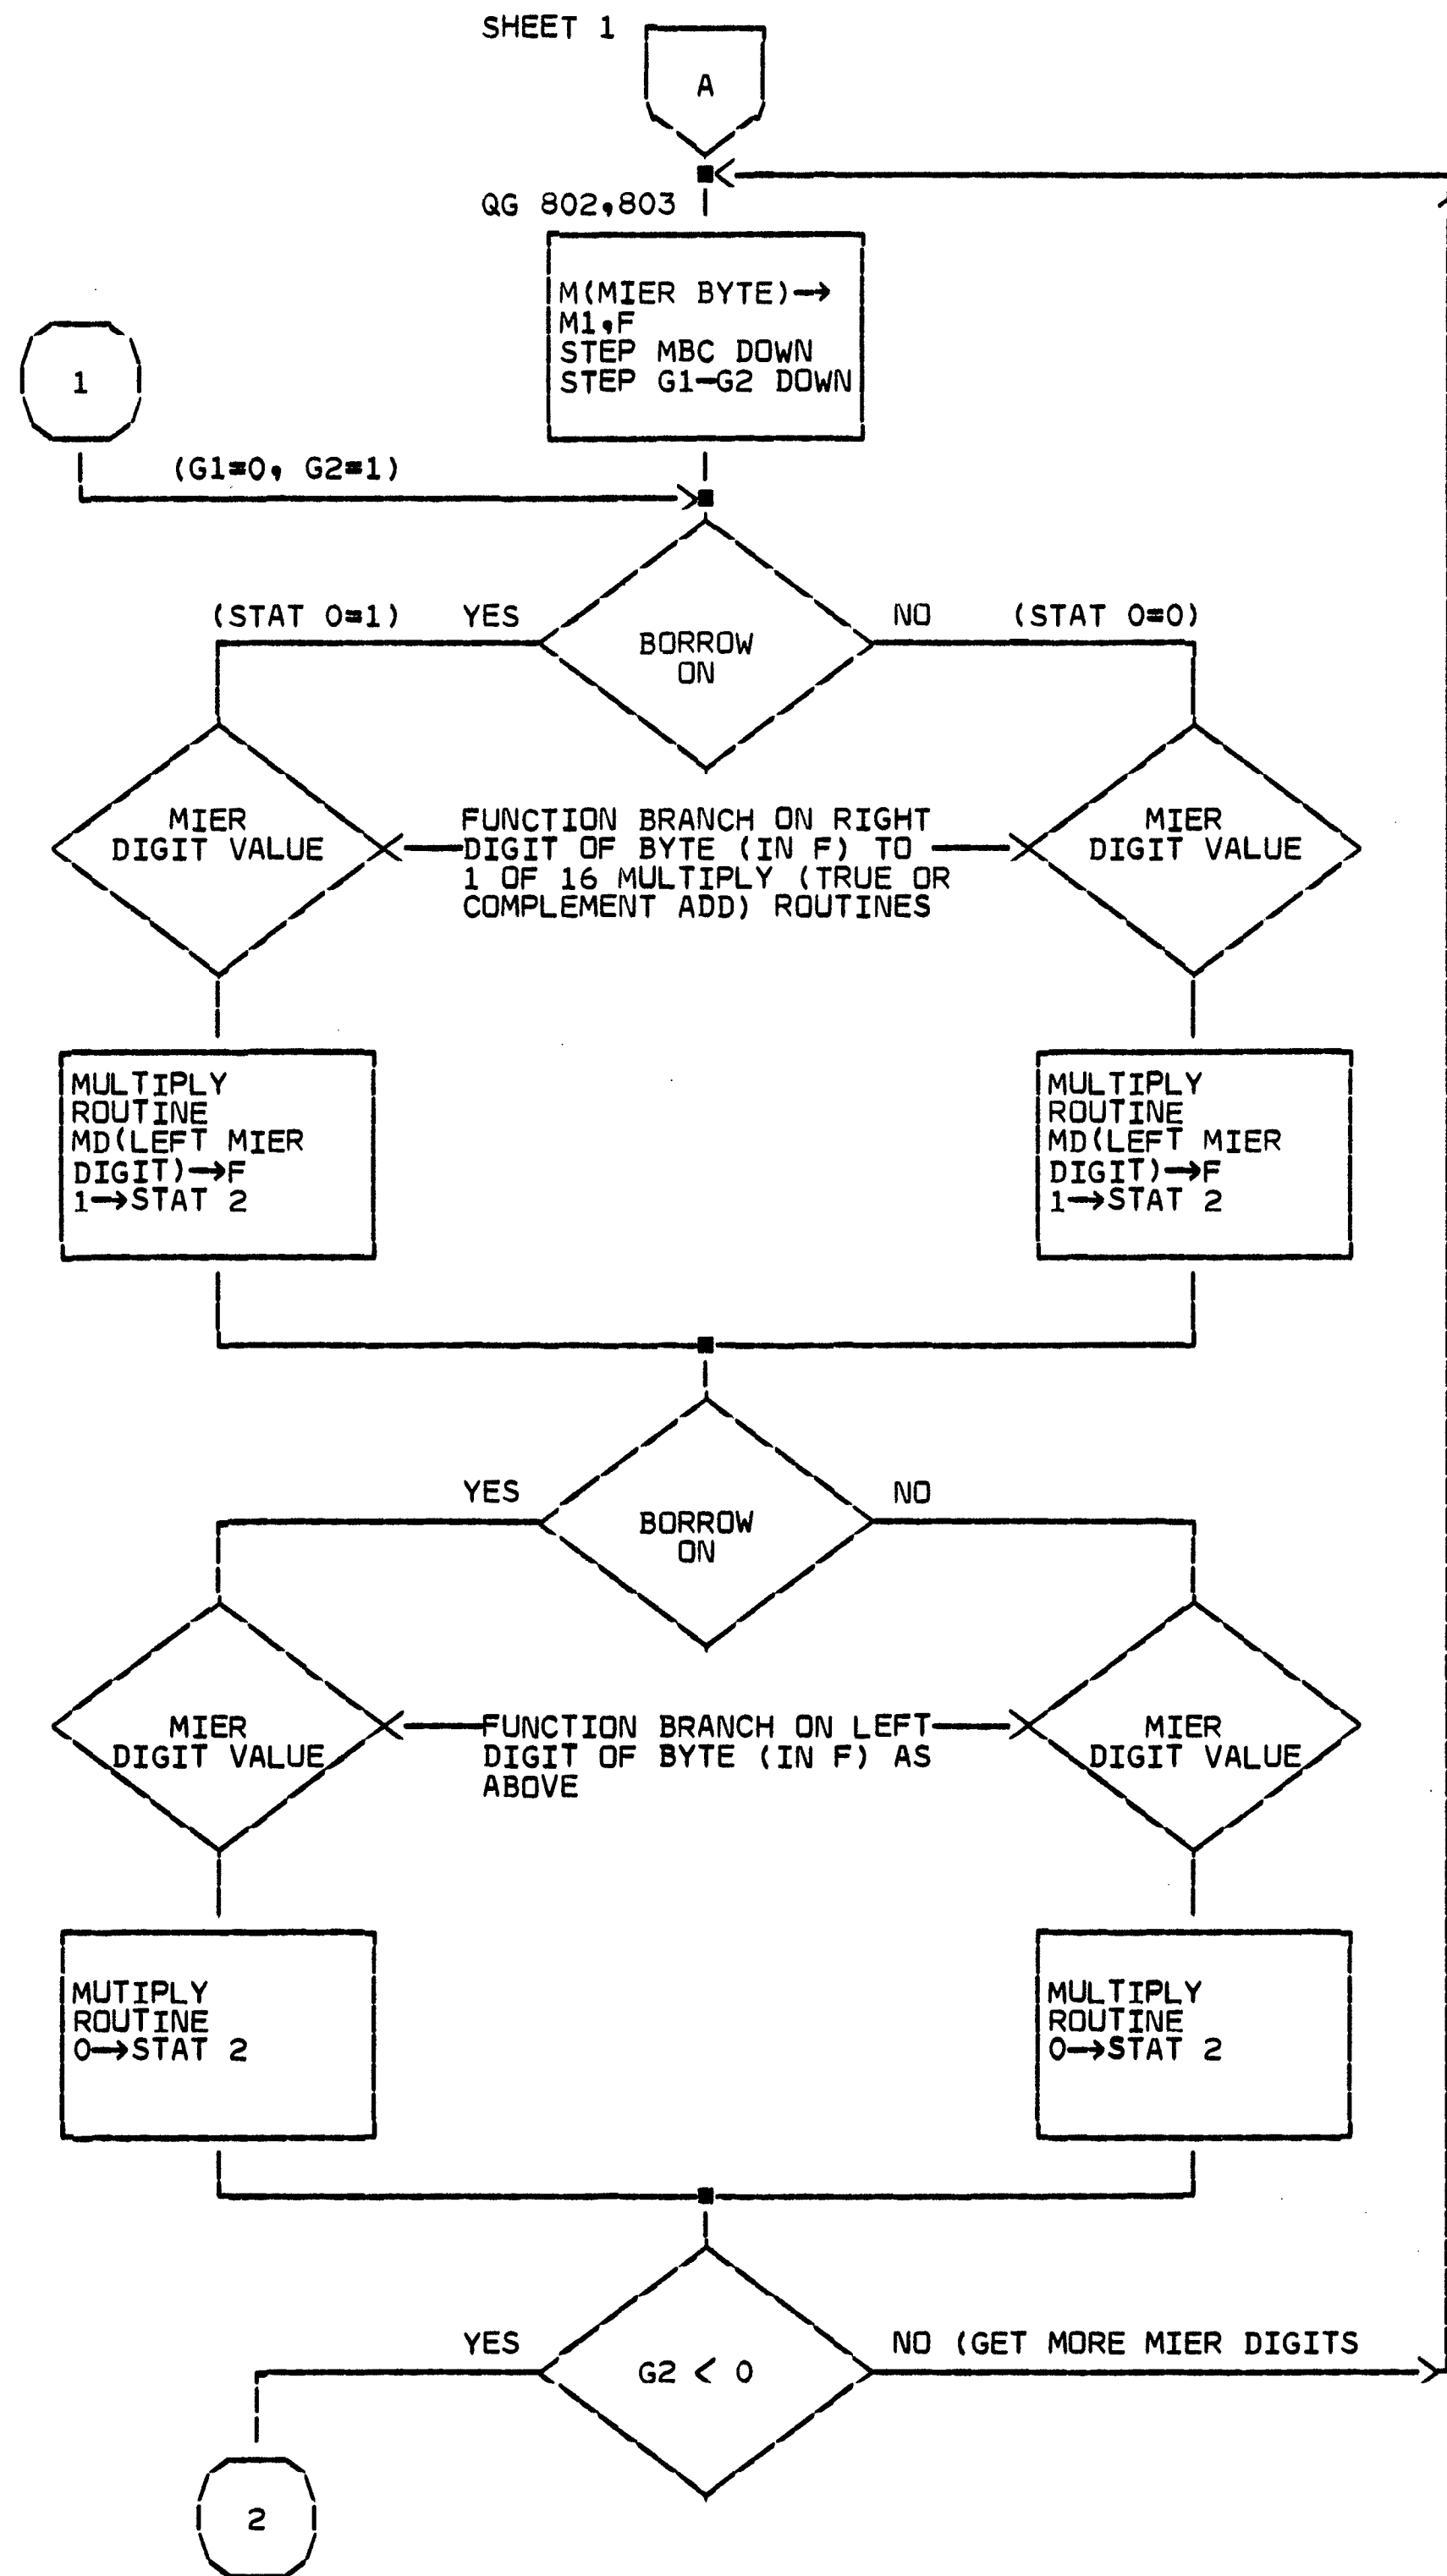 SHEET 1
A
QG 802,803
M(MIER BYTE)→
M1,F
STEP MBC DOWN
STEP G1-G2 DOWN
1
(G1=0, G2=1)
(STAT 0=1) YES
NO (STAT 0=0)
BORROW
ON
MIER
DIGIT VALUE
FUNCTION BRANCH ON RIGHT
DIGIT OF BYTE (IN F) TO
1 OF 16 MULTIPLY (TRUE OR
COMPLEMENT ADD) ROUTINES
MIER
DIGIT VALUE
MULTIPLY
ROUTINE
MD(LEFT MIER
DIGIT)→F
1→STAT 2
MULTIPLY
ROUTINE
MD(LEFT MIER
DIGIT)→F
1→STAT 2
YES
NO
BORROW
ON
MIER
DIGIT VALUE
FUNCTION BRANCH ON LEFT
DIGIT OF BYTE (IN F) AS
ABOVE
MIER
DIGIT VALUE
MUTIPLY
ROUTINE
0→STAT 2
MULTIPLY
ROUTINE
0→STAT 2
YES
NO (GET MORE MIER DIGITS
G2 < 0
2